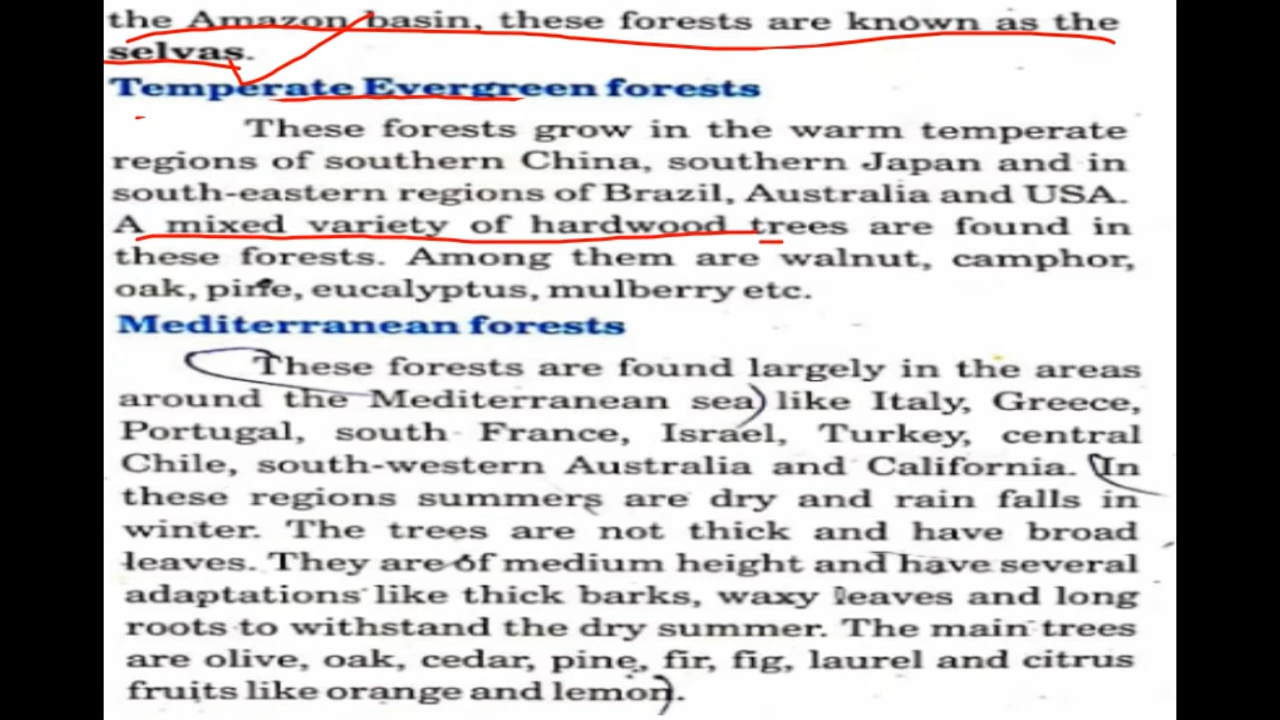 the Amazon basin, these forests are known as the
selvas.
Temperate Evergreen forests
These forests grow in the warm temperate
regions of southern China, southern Japan and in
south-eastern regions of Brazil, Australia and USA.
A mixed variety of hardwood trees are found in
these forests. Among them are walnut, camphor,
oak, pine, eucalyptus, mulberry etc.
Mediterranean forests
These forests are found largely in the areas
around the Mediterranean sea) like Italy, Greece,
Portugal, south France, Israel, Turkey, central
Chile, south-western Australia and California. (In
these regions summers are dry and rain falls in
winter. The trees are not thick and have broad
leaves. They are of medium height and have several
adaptations like thick barks, waxy leaves and long
roots to withstand the dry summer. The main trees
are olive, oak, cedar, pine, fir, fig, laurel and citrus
fruits like orange and lemon).